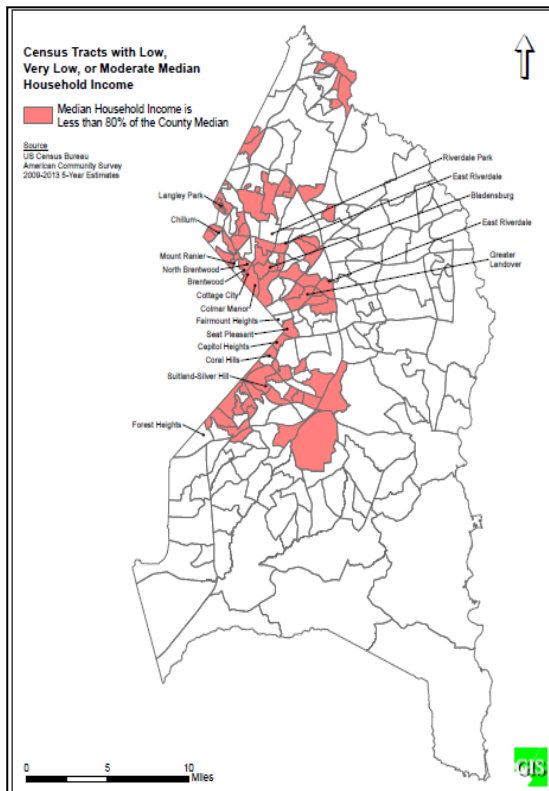 Census Tracts with Low,
Very Low, or Moderate Median
Household Income
Median Household Income is
Less than 80% of the County Median
Source
US Census Bureau
American Community Survey
2009-2013 5-Year Estimates
Riverdale Park
East Riverdale
Bladensburg
Langley Park
East Riverdale
Chillum
Greater
Landover
Mount Ranier
North Brentwood
Brentwood
Cottage City
Colmar Manor
Fairmount Heights
Seat Pleasant
Capitol Heights
Coral Hills
Suitland-Silver Hill
Forest Heights
0 5 10
Miles
GIS